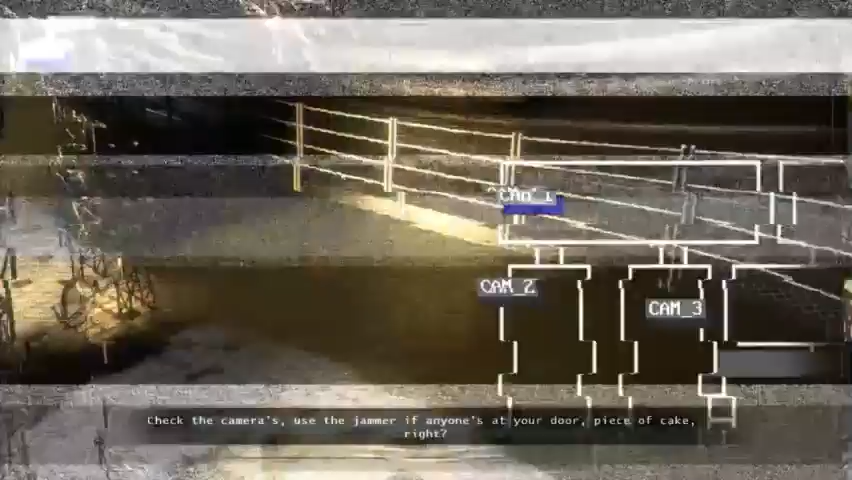 CAM_1
CAM_2
CAM_3
Check the camera's, use the jammer if anyone's at your door, piece of cake,
right?